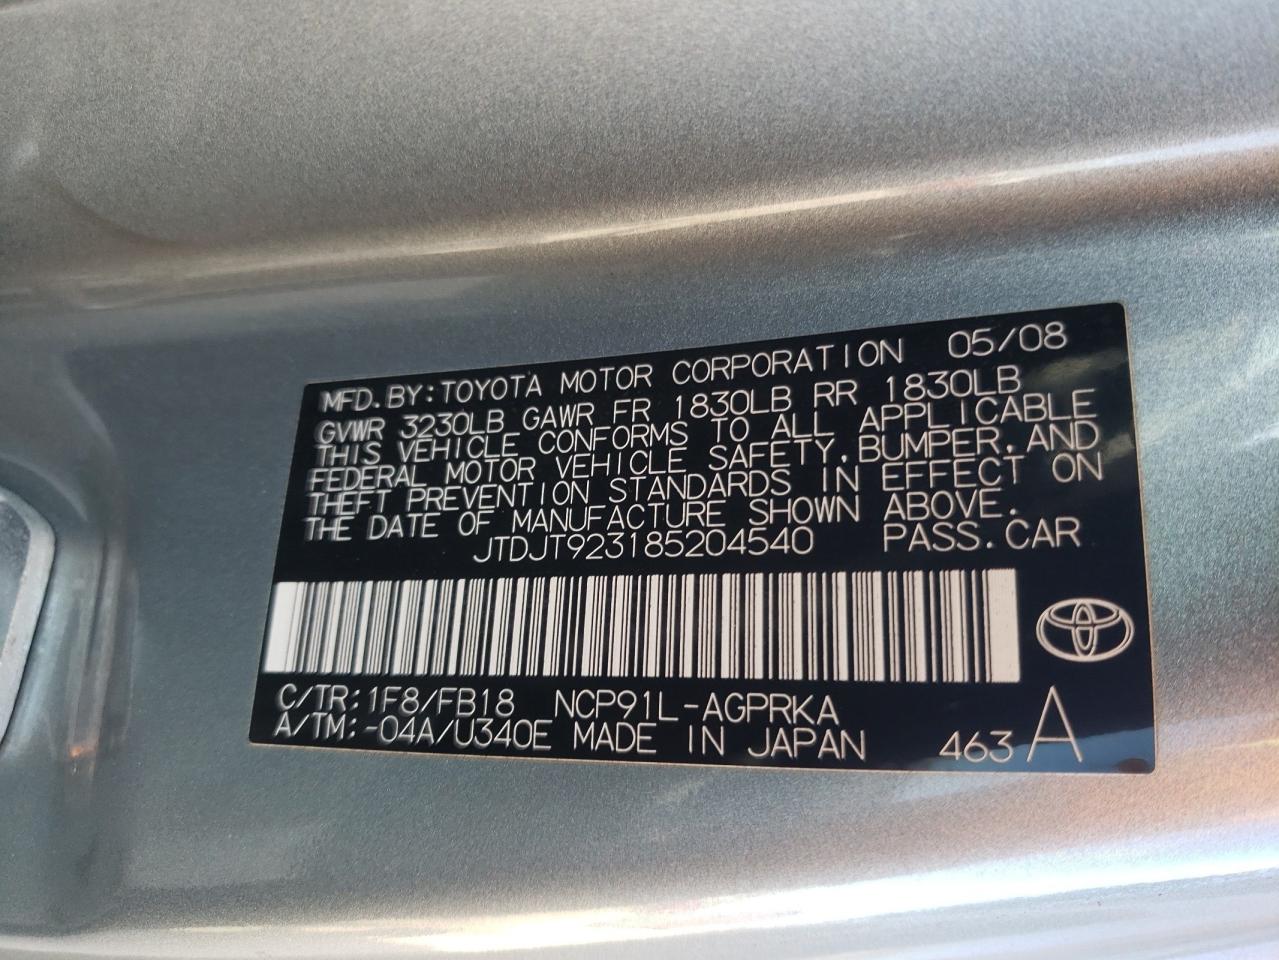 MFD. BY: TOYOTA MOTOR CORPORATION 05/08
GVWR 3230LB GAWR FR 1830LB RR 1830LB
THIS VEHICLE CONFORMS TO ALL APPLICABLE
FEDERAL MOTOR VEHICLE SAFETY, BUMPER, AND
THEFT PREVENTION STANDARDS IN EFFECT ON
THE DATE OF MANUFACTURE SHOWN ABOVE.
JTDJT923185204540 PASS. CAR
C/TR: 1F8/FB18 NCP91L-AGPRKA
A/TM: -04A/U340E MADE IN JAPAN 463 A